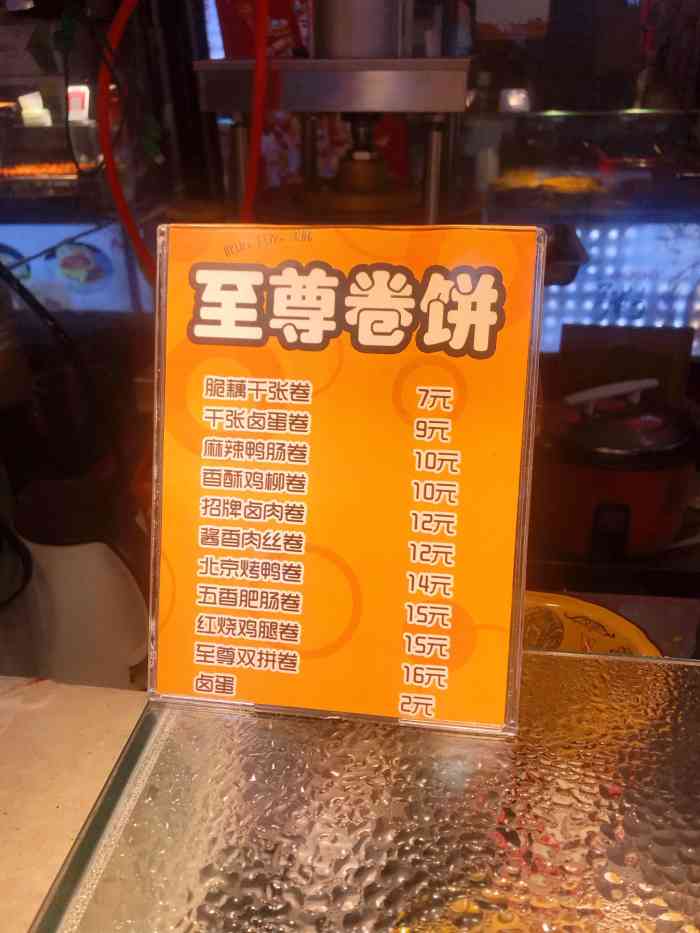 至尊卷饼
脆藕干张卷 7元
干张卤蛋卷 9元
麻辣鸭肠卷 10元
香酥鸡柳卷 10元
招牌卤肉卷 12元
酱香肉丝卷 12元
北京烤鸭卷 14元
五香肥肠卷 15元
红烧鸡腿卷 15元
至尊双拼卷 16元
卤蛋 2元